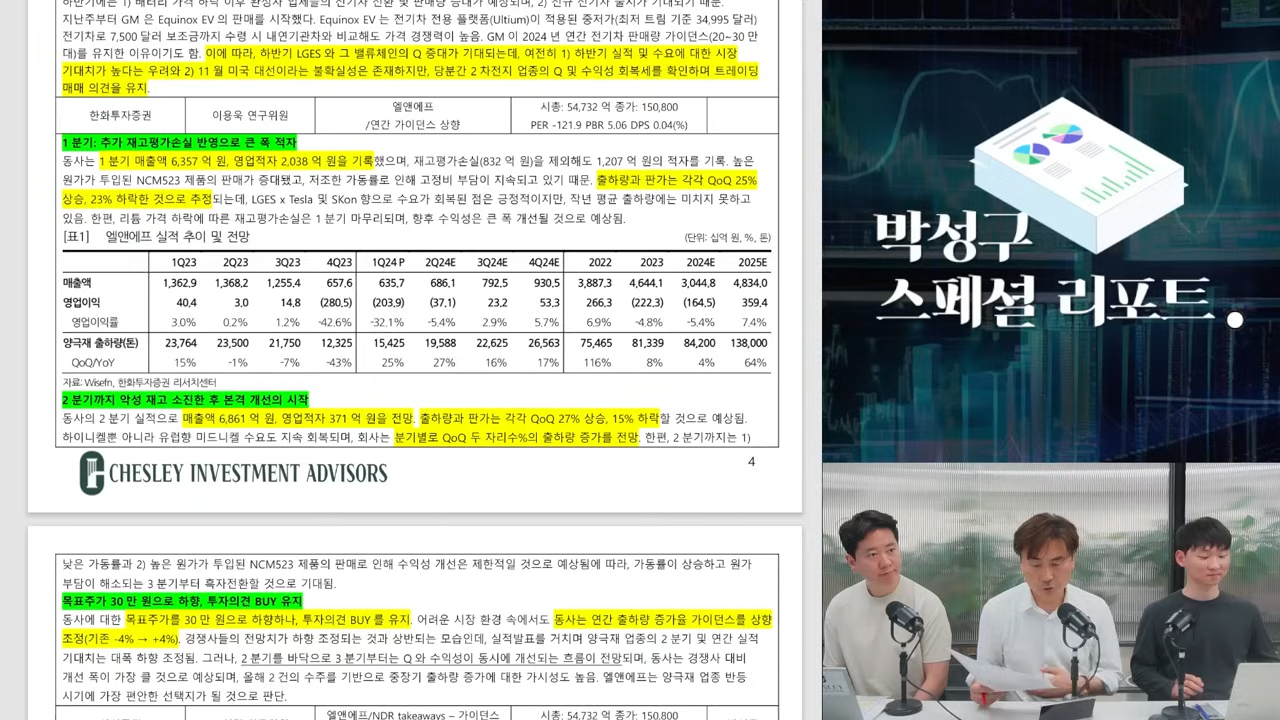 하반기에는 1) 배터리 가격 하락 이후 완성차 업체들의 전기차 전환 및 판매량 증대가 예상되며, 2) 신규 전기차 출시가 기대되기 때문.
지난주부터 GM 은 Equinox EV 의 판매를 시작했다. Equinox EV 는 전기차 전용 플랫폼(Ultium)이 적용된 중저가(최저 트림 기준 34,995 달러)
전기차로 7,500 달러 보조금까지 수령 시 내연기관차와 비교해도 가격 경쟁력이 높음. GM 이 2024 년 연간 전기차 판매량 가이던스(20~30 만
대)를 유지한 이유이기도 함. 이에 따라, 하반기 LGES 와 그 밸류체인의 Q 증대가 기대되는데, 여전히 1) 하반기 실적 및 수요에 대한 시장
기대치가 높다는 우려와 2) 11 월 미국 대선이라는 불확실성은 존재하지만, 당분간 2 차전지 업종의 Q 및 수익성 회복세를 확인하며 트레이딩
매매 의견을 유지.
한화투자증권 이용욱 연구위원 엘앤에프 /연간 가이던스 상향 시총: 54,732 억 종가: 150,800 PER -121.9 PBR 5.06 DPS 0.04(%)
1 분기: 추가 재고평가손실 반영으로 큰 폭 적자
동사는 1 분기 매출액 6,357 억 원, 영업적자 2,038 억 원을 기록했으며, 재고평가손실(832 억 원)을 제외해도 1,207 억 원의 적자를 기록. 높은
원가가 투입된 NCM523 제품의 판매가 증대됐고, 저조한 가동률로 인해 고정비 부담이 지속되고 있기 때문. 출하량과 판가는 각각 QoQ 25%
상승, 23% 하락한 것으로 추정되는데, LGES x Tesla 및 SKon 향으로 수요가 회복된 점은 긍정적이지만, 작년 평균 출하량에는 미치지 못하고
있음. 한편, 리튬 가격 하락에 따른 재고평가손실은 1 분기 마무리되며, 향후 수익성은 큰 폭 개선될 것으로 예상됨.
[표1] 엘앤에프 실적 추이 및 전망 (단위: 십억 원, %, 톤)
1Q23 2Q23 3Q23 4Q23 1Q24 P 2Q24E 3Q24E 4Q24E 2022 2023 2024E 2025E
매출액 1,362.9 1,368.2 1,255.4 657.6 635.7 686.1 792.5 930.5 3,887.3 4,644.1 3,044.8 4,834.0
영업이익 40.4 3.0 14.8 (280.5) (203.9) (37.1) 23.2 53.3 266.3 (222.3) (164.5) 359.4
영업이익률 3.0% 0.2% 1.2% -42.6% -32.1% -5.4% 2.9% 5.7% 6.9% -4.8% -5.4% 7.4%
양극재 출하량(톤) 23,764 23,500 21,750 12,325 15,425 19,588 22,625 26,563 75,465 81,339 84,200 138,000
QoQ/YoY 15% -1% -7% -43% 25% 27% 16% 17% 116% 8% 4% 64%
자료: Wisefn, 한화투자증권 리서치센터
2 분기까지 악성 재고 소진한 후 본격 개선의 시작
동사의 2 분기 실적으로 매출액 6,861 억 원, 영업적자 371 억 원을 전망. 출하량과 판가는 각각 QoQ 27% 상승, 15% 하락할 것으로 예상됨.
하이니켈뿐 아니라 유럽향 미드니켈 수요도 지속 회복되며, 회사는 분기별로 QoQ 두 자리수%의 출하량 증가를 전망. 한편, 2 분기까지는 1)
CHESLEY INVESTMENT ADVISORS
4
낮은 가동률과 2) 높은 원가가 투입된 NCM523 제품의 판매로 인해 수익성 개선은 제한적일 것으로 예상됨에 따라, 가동률이 상승하고 원가
부담이 해소되는 3 분기부터 흑자전환할 것으로 기대됨.
목표주가 30 만 원으로 하향, 투자의견 BUY 유지
동사에 대한 목표주가를 30 만 원으로 하향하나, 투자의견 BUY 를 유지. 어려운 시장 환경 속에서도 동사는 연간 출하량 증가율 가이던스를 상향
조정(기존 -4% → +4%). 경쟁사들의 전망치가 하향 조정되는 것과 상반되는 모습인데, 실적발표를 거치며 양극재 업종의 2 분기 및 연간 실적
기대치는 대폭 하향 조정됨. 그러나, 2 분기를 바닥으로 3 분기부터는 Q 와 수익성이 동시에 개선되는 흐름이 전망되며, 동사는 경쟁사 대비
개선 폭이 가장 클 것으로 예상되며, 올해 2 건의 수주를 기반으로 중장기 출하량 증가에 대한 가시성도 높음. 엘앤에프는 양극재 업종 반등
시기에 가장 편안한 선택지가 될 것으로 판단.
엘앤에프/NDR takeaways – 가이던스 시총: 54,732 억 종가: 150,800
박성구
스페셜 리포트.